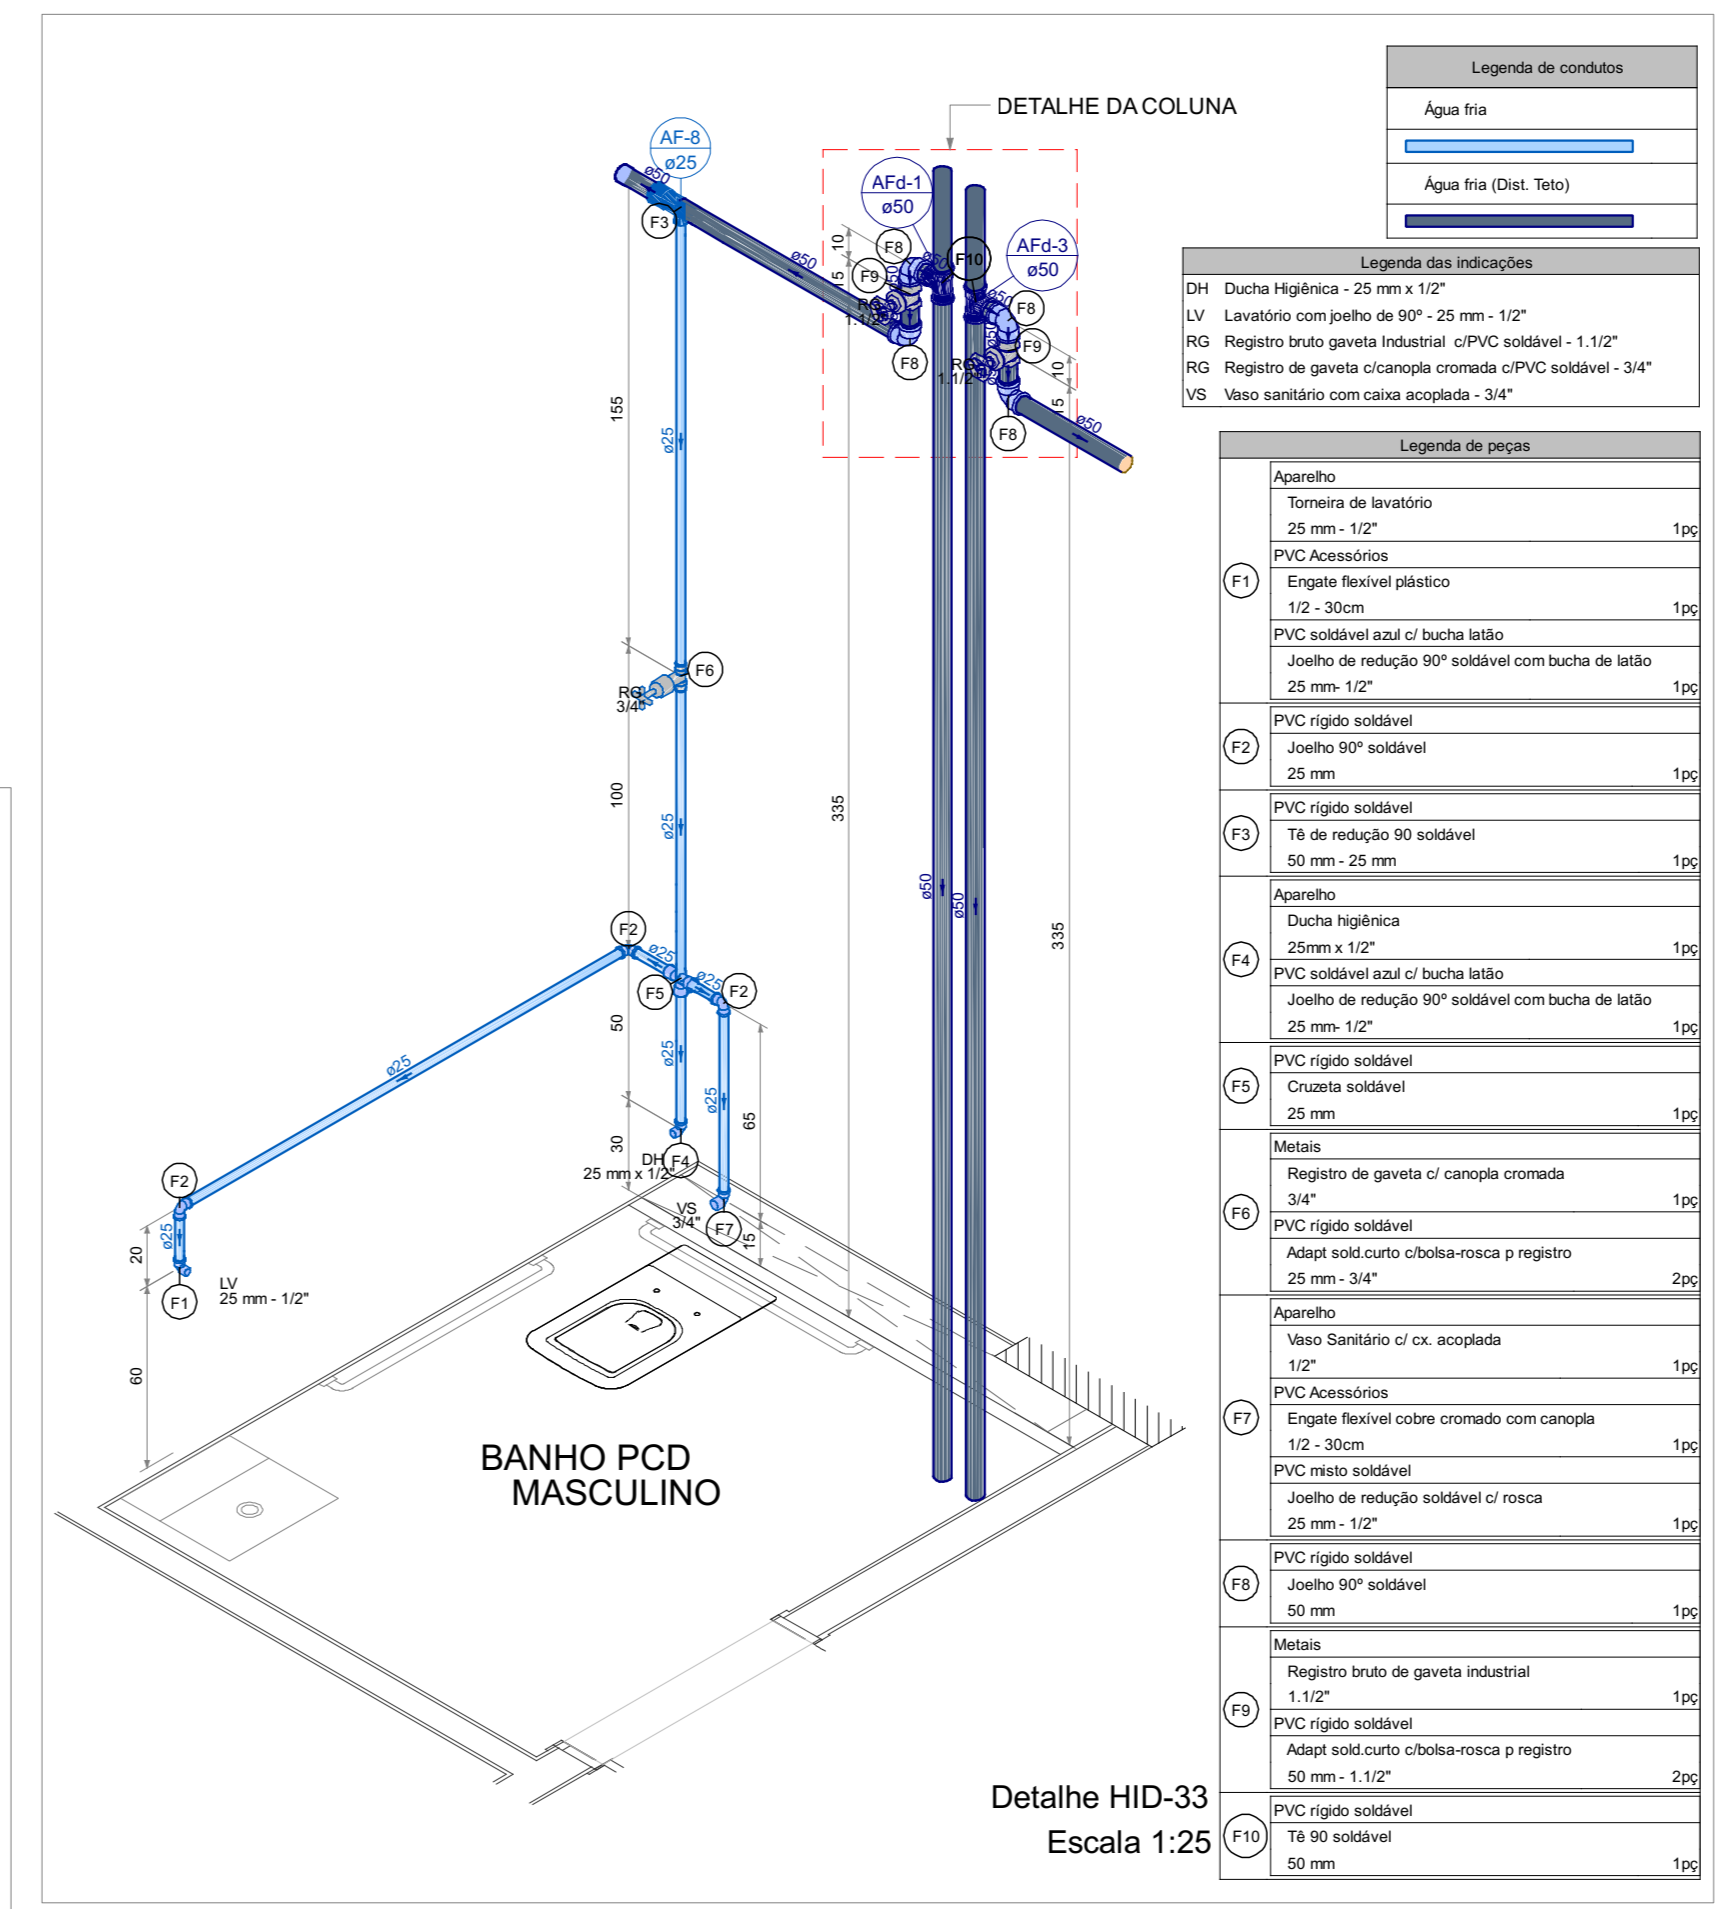 DETALHE DA COLUNA
AF-8
ø25
ø50
F3
ø50
AFd-1
ø50
AFd-3
ø50
10
15
F8
F9
ø50
ø50
RG
1.1/2"
F8
F10
ø50
F8
ø50
F9
RG
1.1/2"
10
15
F8
ø50
155
ø25
F6
RG
3/4"
100
ø25
335
ø50
ø50
335
F2
ø25
ø25
F5
F2
50
ø25
ø25
65
ø25
30
DH
25 mm x 1/2"
F4
VS
3/4"
F7
15
F2
ø25
20
LV
25 mm - 1/2"
F1
60
BANHO PCD
MASCULINO
Detalhe HID-33
Escala 1:25
Legenda de condutos
Água fria
Água fria (Dist. Teto)
Legenda das indicações
DH Ducha Higiênica - 25 mm x 1/2"
LV Lavatório com joelho de 90º - 25 mm - 1/2"
RG Registro bruto gaveta Industrial c/PVC soldável - 1.1/2"
RG Registro de gaveta c/canopla cromada c/PVC soldável - 3/4"
VS Vaso sanitário com caixa acoplada - 3/4"
Legenda de peças
F1
Aparelho
Torneira de lavatório
25 mm - 1/2" 1pç
PVC Acessórios
Engate flexível plástico
1/2 - 30cm 1pç
PVC soldável azul c/ bucha latão
Joelho de redução 90º soldável com bucha de latão
25 mm- 1/2" 1pç
F2
PVC rígido soldável
Joelho 90º soldável
25 mm 1pç
F3
PVC rígido soldável
Tê de redução 90 soldável
50 mm - 25 mm 1pç
F4
Aparelho
Ducha higiênica
25mm x 1/2" 1pç
PVC soldável azul c/ bucha latão
Joelho de redução 90º soldável com bucha de latão
25 mm- 1/2" 1pç
F5
PVC rígido soldável
Cruzeta soldável
25 mm 1pç
F6
Metais
Registro de gaveta c/ canopla cromada
3/4" 1pç
PVC rígido soldável
Adapt sold.curto c/bolsa-rosca p registro
25 mm - 3/4" 2pç
F7
Aparelho
Vaso Sanitário c/ cx. acoplada
1/2" 1pç
PVC Acessórios
Engate flexível cobre cromado com canopla
1/2 - 30cm 1pç
PVC misto soldável
Joelho de redução soldável c/ rosca
25 mm - 1/2" 1pç
F8
PVC rígido soldável
Joelho 90º soldável
50 mm 1pç
F9
Metais
Registro bruto de gaveta industrial
1.1/2" 1pç
PVC rígido soldável
Adapt sold.curto c/bolsa-rosca p registro
50 mm - 1.1/2" 2pç
F10
PVC rígido soldável
Tê 90 soldável
50 mm 1pç